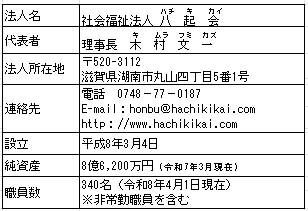 法人名 社会福祉法人 八起会
ハチ キ カイ
代表者 理事長 木村文一
キ ムラ フミ カズ
法人所在地 〒520-3112
滋賀県湖南市丸山四丁目5番1号
連絡先 電話 0748-77-0187
E-mail:honbu@hachikikai.com
http://www.hachikikai.com
設立 平成8年3月4日
純資産 8億6,200万円 (令和7年3月現在)
職員数 340名(令和8年4月1日現在)
※非常勤職員を含む